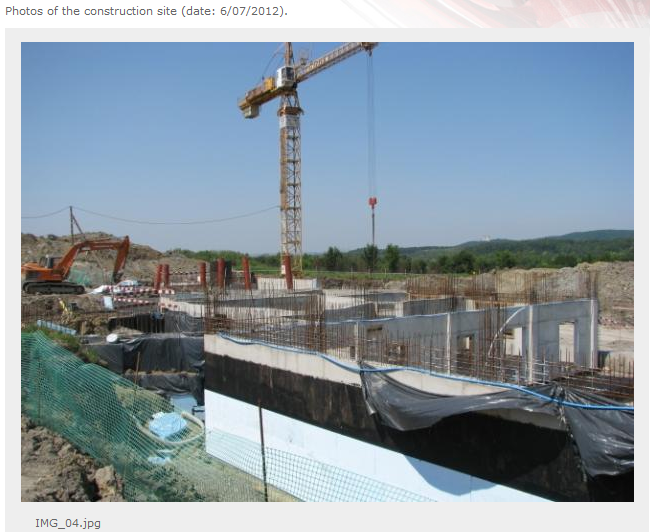 Photos of the construction site (date: 6/07/2012).
IMG_04.jpg